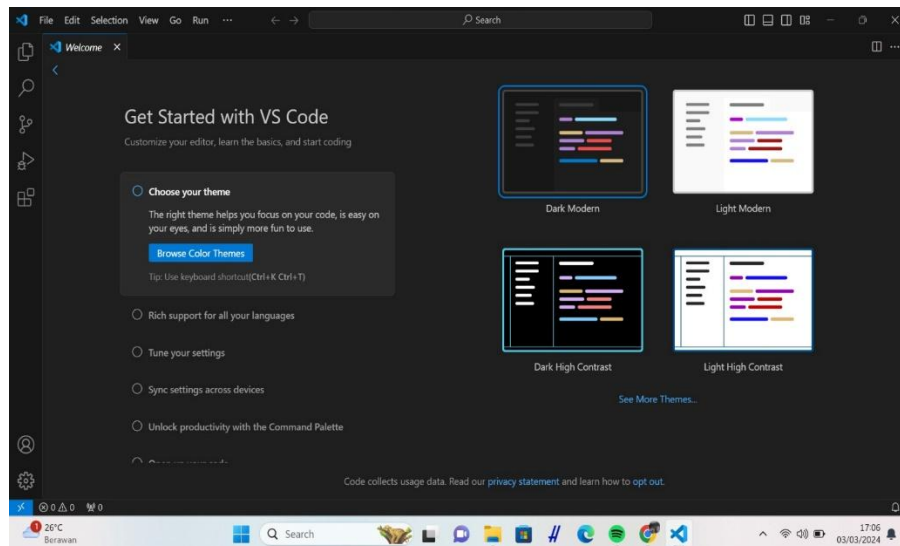 File Edit Selection View Go Run ...
Search
Welcome
Get Started with VS Code
Customize your editor, learn the basics, and start coding
Choose your theme
The right theme helps you focus on your code, is easy on
your eyes, and is simply more fun to use.
Browse Color Themes
Tip: Use keyboard shortcut(Ctrl+K Ctrl+T)
Rich support for all your languages
Tune your settings
Sync settings across devices
Unlock productivity with the Command Palette
Dark Modern
Light Modern
Dark High Contrast
Light High Contrast
See More Themes...
Code collects usage data. Read our privacy statement and learn how to opt out.
0 0 0
1
26°C
Berawan
Search
17:06
03/03/2024